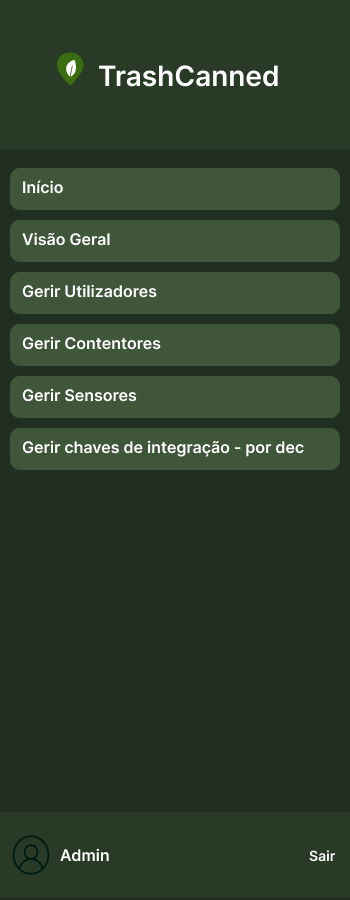 TrashCanned
Início
Visão Geral
Gerir Utilizadores
Gerir Contentores
Gerir Sensores
Gerir chaves de integração - por dec
Admin
Sair